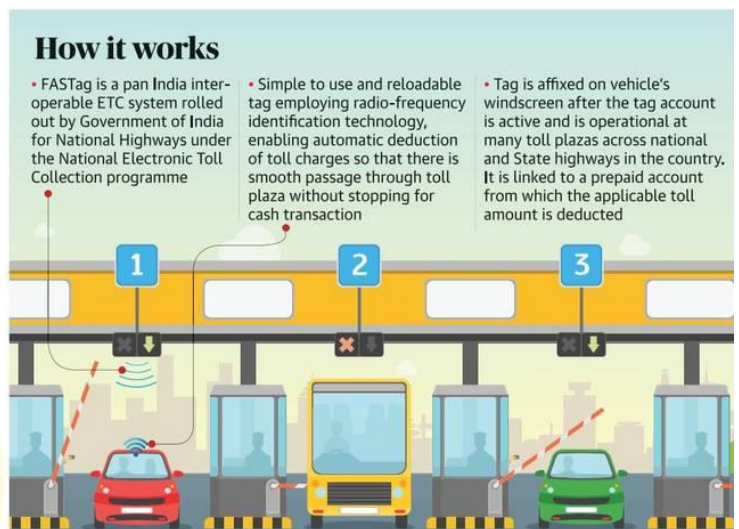 How it works
• FASTag is a pan India inter-
operable ETC system rolled
out by Government of India
for National Highways under
the National Electronic Toll
Collection programme
• Simple to use and reloadable
tag employing radio-frequency
identification technology,
enabling automatic deduction
of toll charges so that there is
smooth passage through toll
plaza without stopping for
cash transaction
• Tag is affixed on vehicle's
windscreen after the tag account
is active and is operational at
many toll plazas across national
and State highways in the country.
It is linked to a prepaid account
from which the applicable toll
amount is deducted
1
2
3